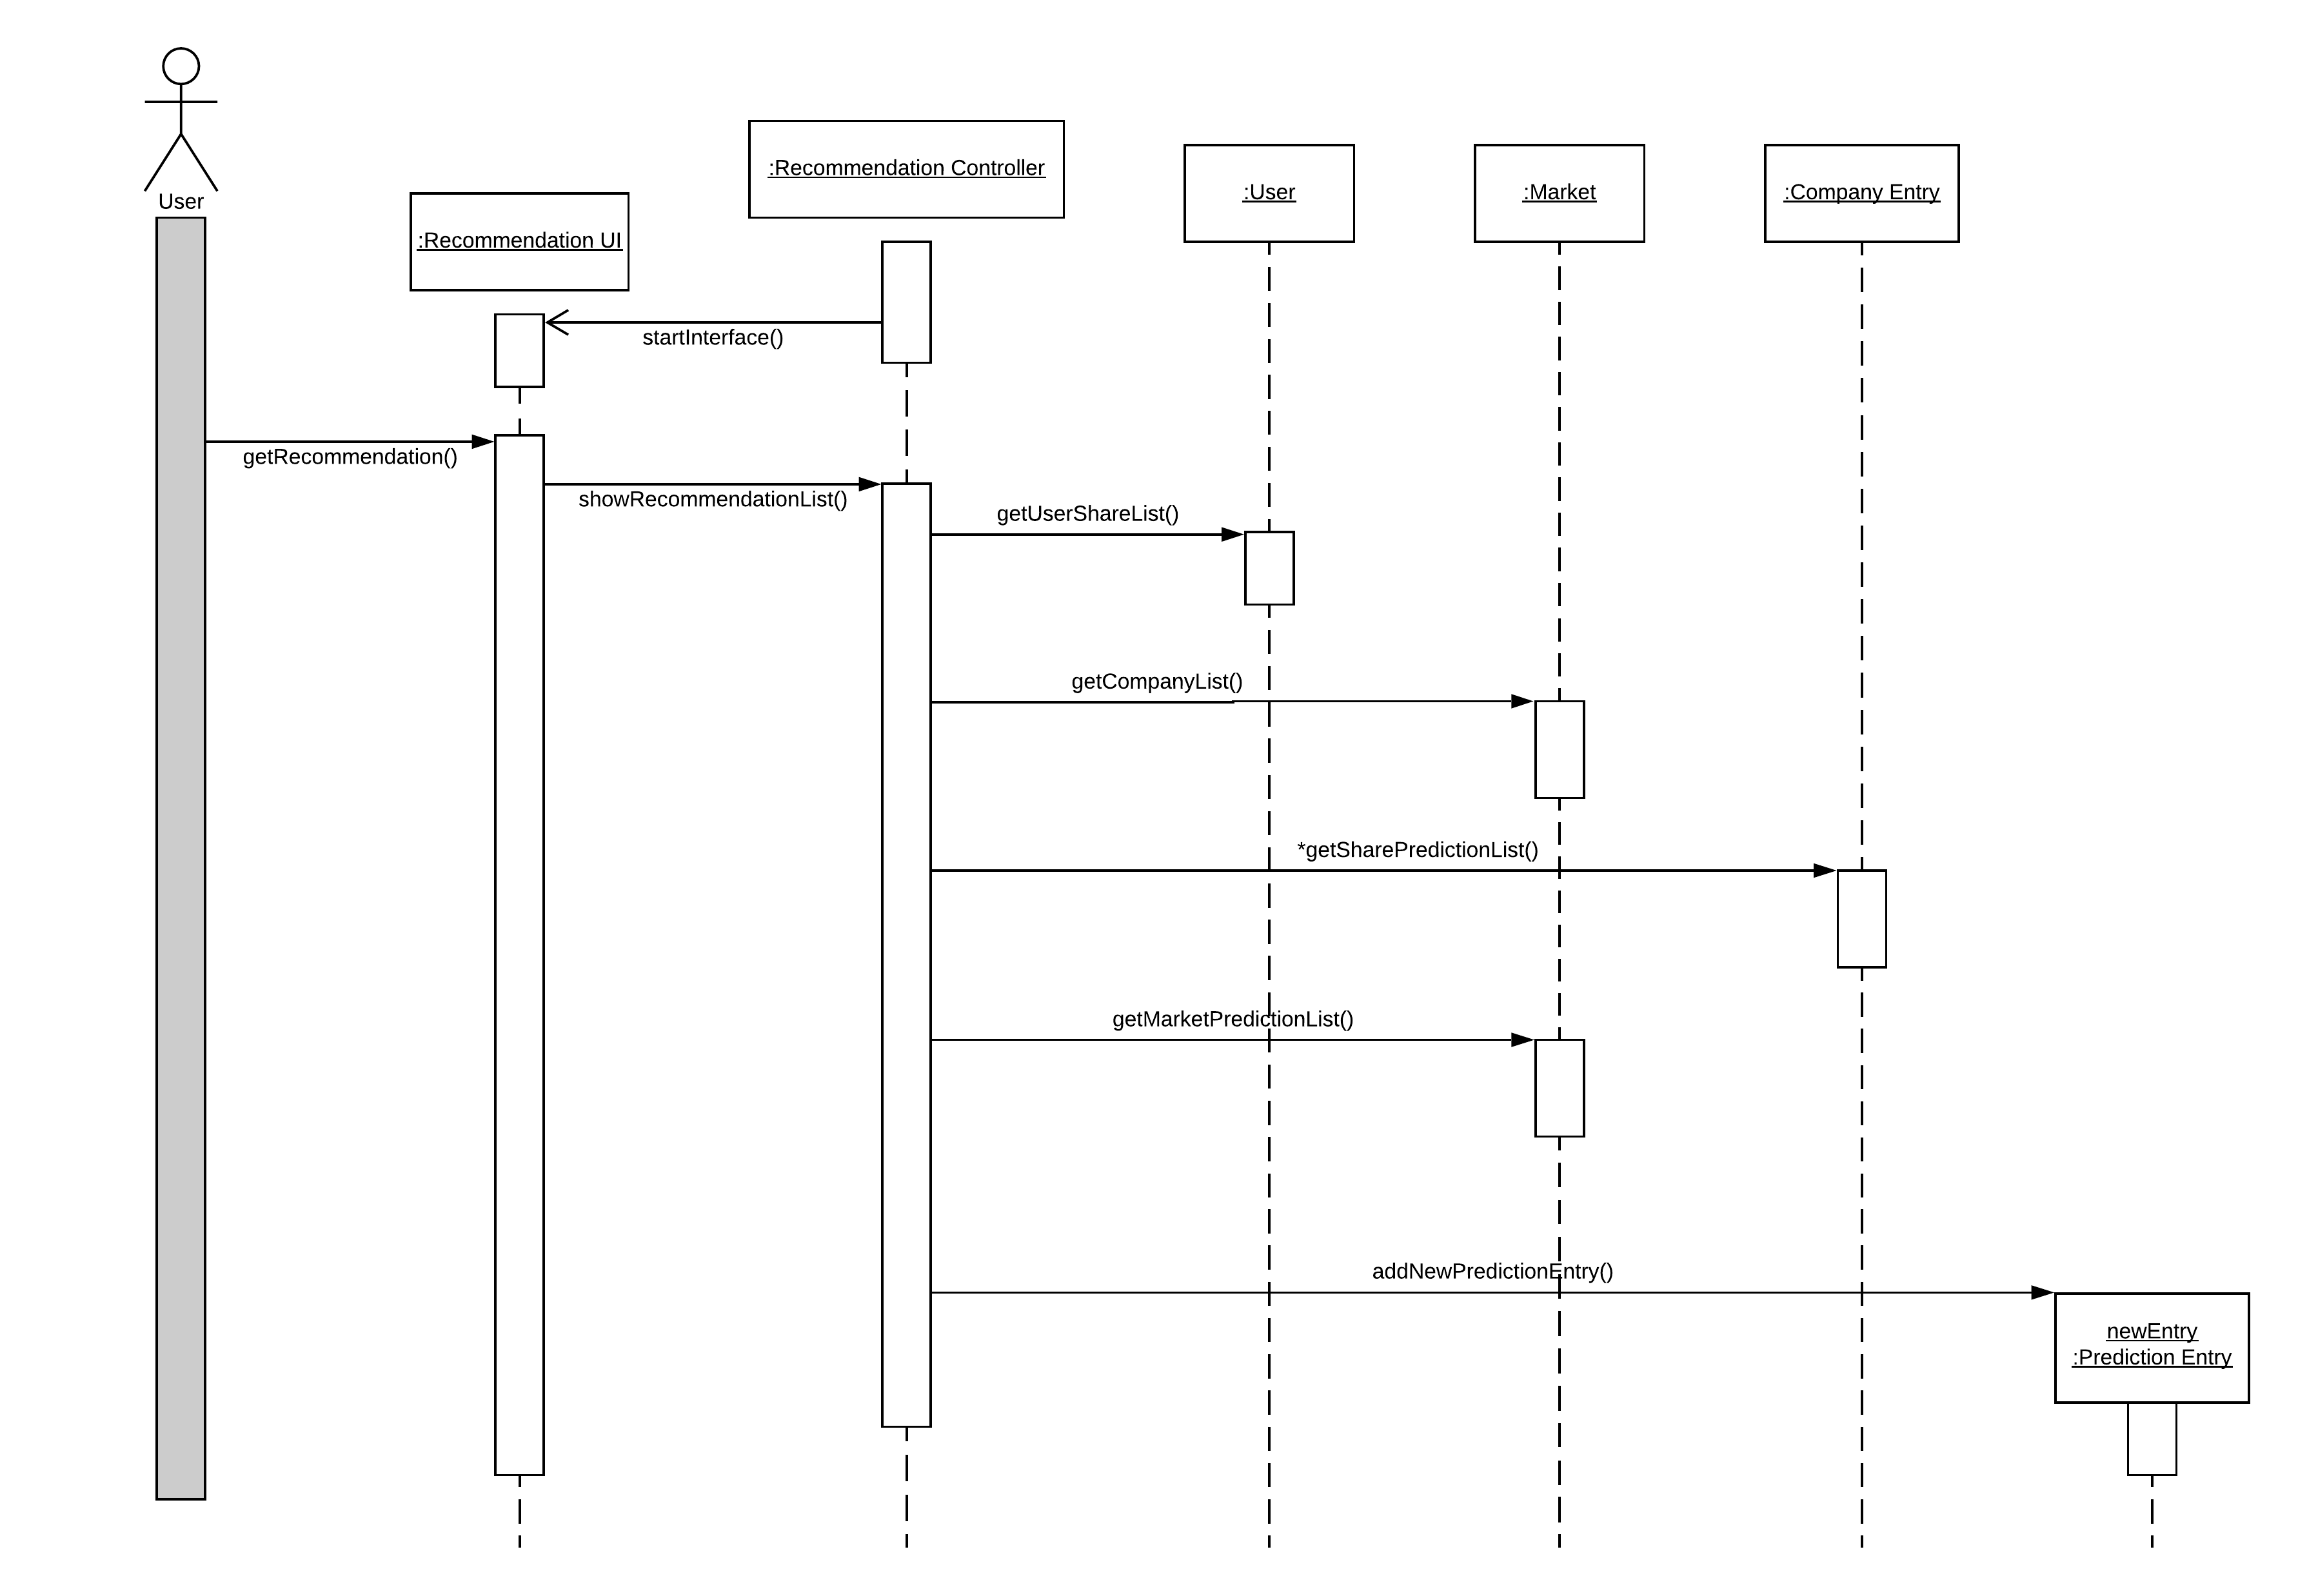 User
:Recommendation UI
:Recommendation Controller
:User
:Market
:Company Entry
startInterface()
getRecommendation()
showRecommendationList()
getUserShareList()
getCompanyList()
*getSharePredictionList()
getMarketPredictionList()
addNewPredictionEntry()
newEntry
:Prediction Entry